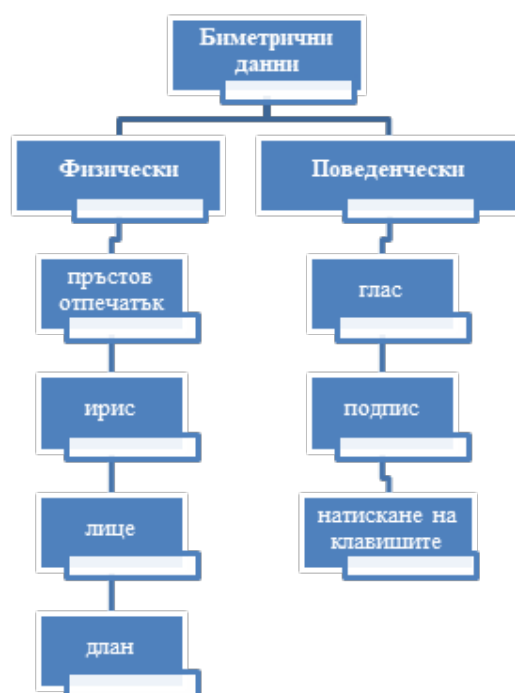 Биметрични
данни
Физически
Поведенчески
пръстов
отпечатък
ирис
лице
длан
глас
подпис
натискане на
клавишите